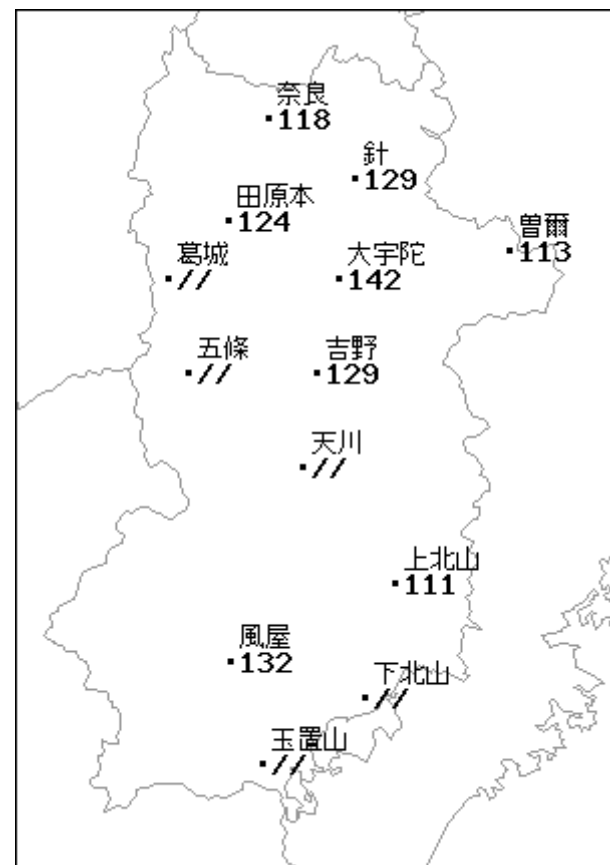 奈良
118
針
129
田原本
124
曽爾
113
葛城
//
大宇陀
142
五條
//
吉野
129
天川
//
上北山
111
風屋
132
下北山
//
玉置山
//